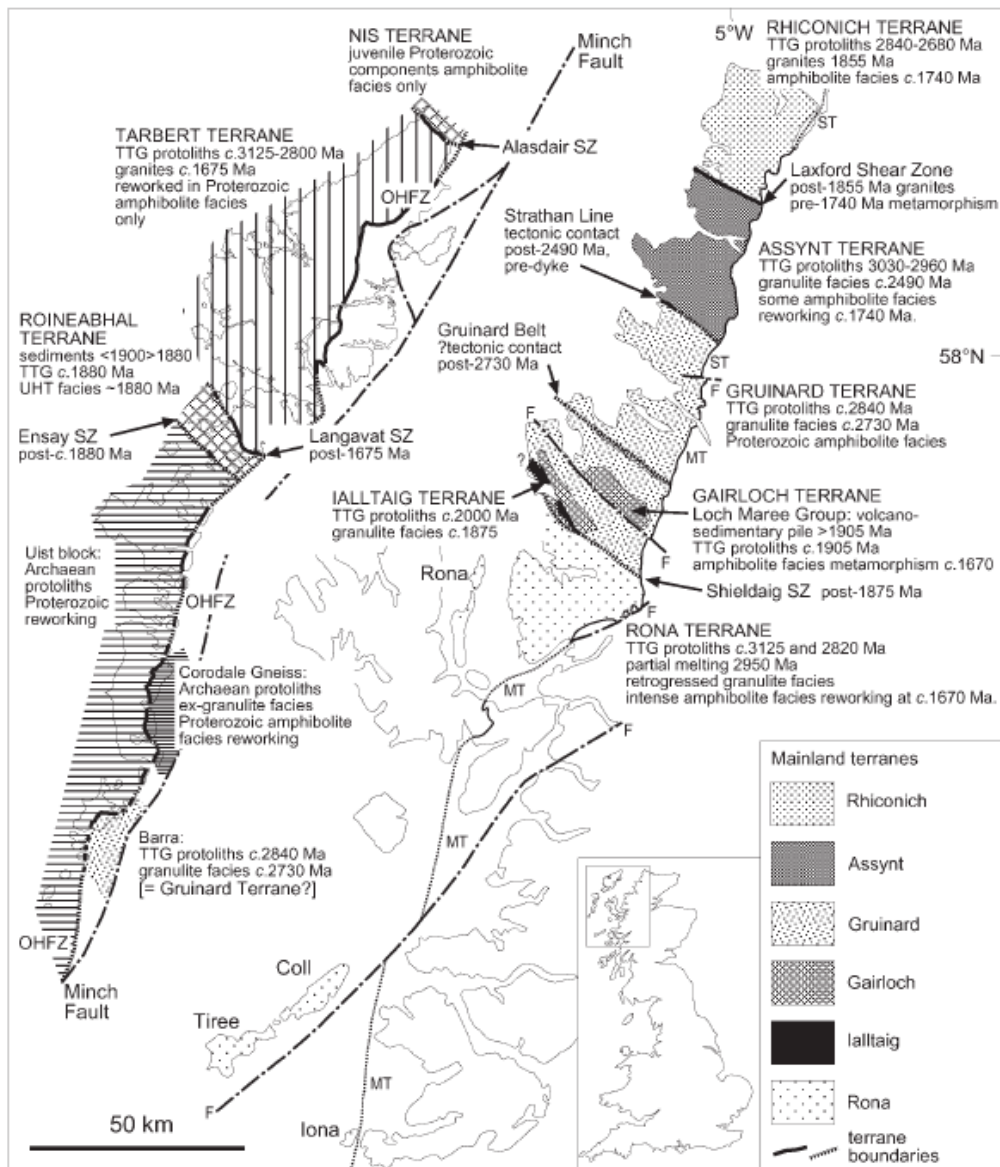 NIS TERRANE
juvenile Proterozoic
components amphibolite
facies only
Minch
Fault
5°W
RHICONICH TERRANE
TTG protoliths 2840-2680 Ma
granites 1855 Ma
amphibolite facies c.1740 Ma
ST
TARBERT TERRANE
TTG protoliths c.3125-2800 Ma
granites c.1675 Ma
reworked in Proterozoic
amphibolite facies
only
Alasdair SZ
OHFZ
Laxford Shear Zone
post-1855 Ma granites
pre-1740 Ma metamorphism
Strathan Line
tectonic contact
post-2490 Ma,
pre-dyke
ASSYNT TERRANE
TTG protoliths 3030-2960 Ma
granulite facies c.2490 Ma
some amphibolite facies
reworking c.1740 Ma.
ROINEABHAL
TERRANE
sediments <1900>1880
TTG c.1880 Ma
UHT facies ~1880 Ma
Gruinard Belt
?tectonic contact
post-2730 Ma
58°N
ST
F
GRUINARD TERRANE
TTG protoliths c.2840 Ma
granulite facies c.2730 Ma
Proterozoic amphibolite facies
Ensay SZ
post-c.1880 Ma
Langavat SZ
post-1675 Ma
F
MT
?
IALLTAIG TERRANE
TTG protoliths c.2000 Ma
granulite facies c.1875
GAIRLOCH TERRANE
Loch Maree Group: volcano-
sedimentary pile >1905 Ma
TTG protoliths c.1905 Ma
amphibolite facies metamorphism c.1670
F
Uist block:
Archaean
protoliths
Proterozoic
reworking
OHFZ
Rona
Shieldaig SZ post-1875 Ma
F
RONA TERRANE
TTG protoliths c.3125 and 2820 Ma
partial melting 2950 Ma
retrogressed granulite facies
intense amphibolite facies reworking at c.1670 Ma.
MT
Corodale Gneiss:
Archaean protoliths
ex-granulite facies
Proterozoic amphibolite
facies reworking
F
Barra:
TTG protoliths c.2840 Ma
granulite facies c.2730 Ma
[= Gruinard Terrane?]
MT
OHFZ
Minch
Fault
Coll
Tiree
F
MT
Iona
50 km
Mainland terranes
Rhiconich
Assynt
Gruinard
Gairloch
Ialltaig
Rona
terrane
boundaries